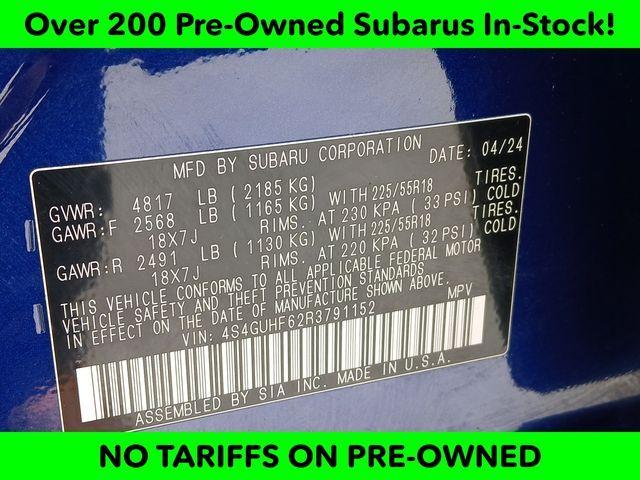 Over 200 Pre-Owned Subarus In-Stock!
MFD BY SUBARU CORPORATION DATE: 04/24
GVWR: 4817 LB (2185 KG)
GAWR:F 2568 LB (1165 KG) WITH 225/55R18 TIRES.
18X7J RIMS. AT 230 KPA (33 PSI) COLD
GAWR:R 2491 LB (1130 KG) WITH 225/55R18 TIRES.
18X7J RIMS. AT 220 KPA (32 PSI) COLD
THIS VEHICLE CONFORMS TO ALL APPLICABLE FEDERAL MOTOR
VEHICLE SAFETY AND THEFT PREVENTION STANDARDS
IN EFFECT ON THE DATE OF MANUFACTURE SHOWN ABOVE.
VIN: 4S4GUHF62R3791152 MPV
ASSEMBLED BY SIA INC. MADE IN U.S.A.
NO TARIFFS ON PRE-OWNED